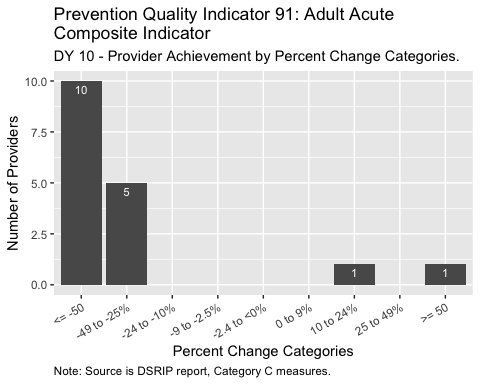 Prevention Quality Indicator 91: Adult Acute
Composite Indicator
DY 10 - Provider Achievement by Percent Change Categories.
Number of Providers
10.0
7.5
5.0
2.5
0.0
10
5
1
1
<= -50
-49 to -25%
-24 to -10%
-9 to -2.5%
-2.4 to <0%
0 to 9%
10 to 24%
25 to 49%
>= 50
Percent Change Categories
Note: Source is DSRIP report, Category C measures.